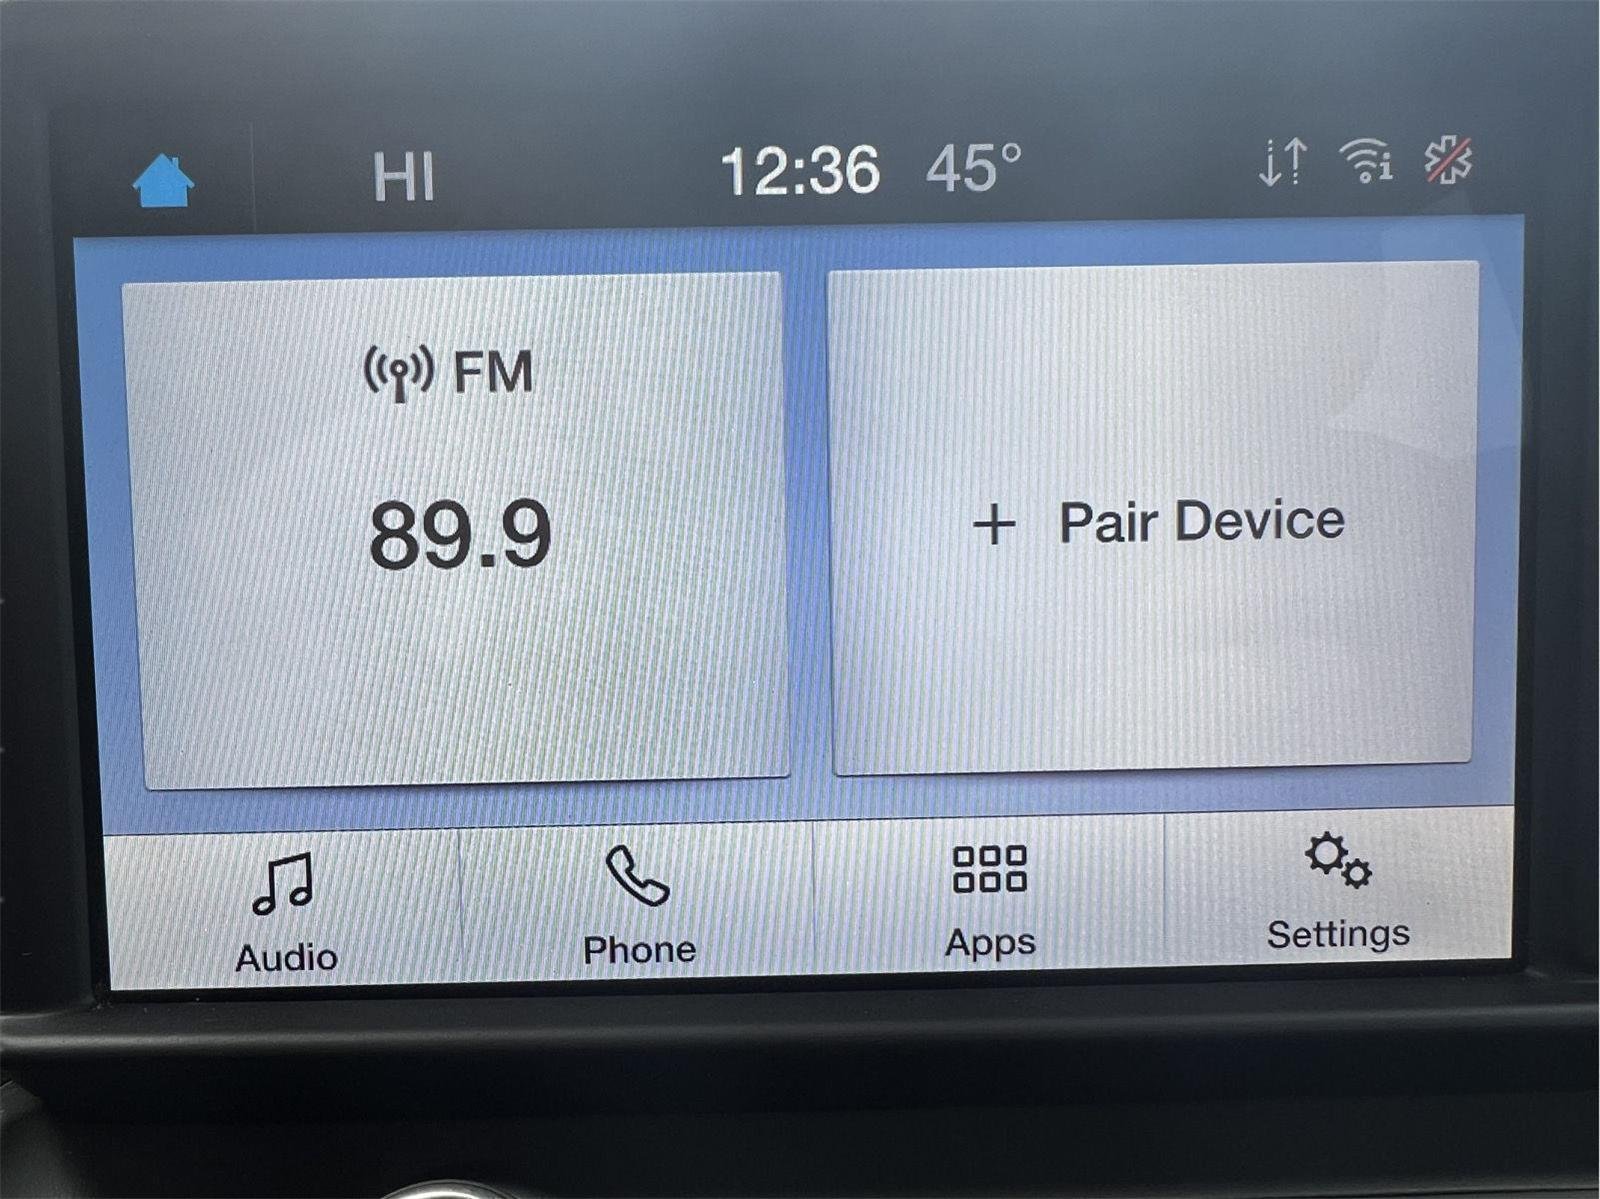 HI 12:36 45°
FM
89.9
+ Pair Device
Audio Phone Apps Settings